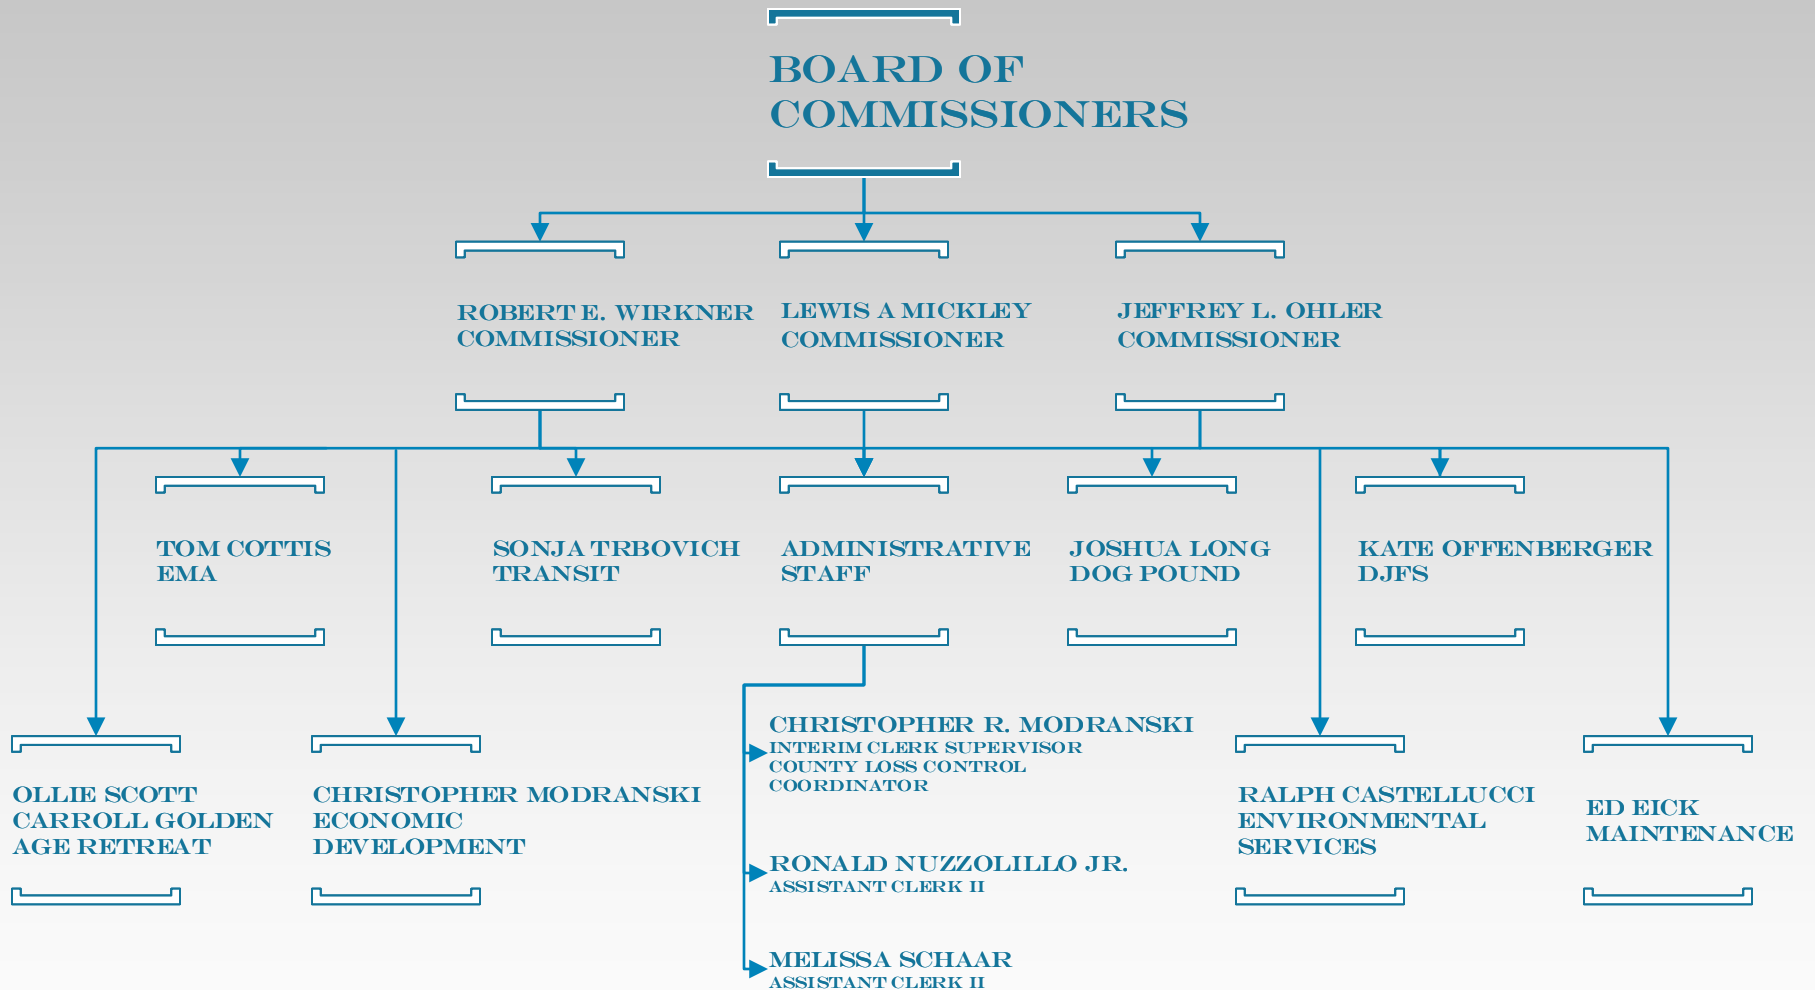 BOARD OF
COMMISSIONERS
ROBERT E. WIRKNER
COMMISSIONER
LEWIS A MICKLEY
COMMISSIONER
JEFFREY L. OHLER
COMMISSIONER
TOM COTTIS
EMA
SONJA TRBOVICH
TRANSIT
ADMINISTRATIVE
STAFF
JOSHUA LONG
DOG POUND
KATE OFFENBERGER
DJFS
OLLIE SCOTT
CARROLL GOLDEN
AGE RETREAT
CHRISTOPHER MODRANSKI
ECONOMIC
DEVELOPMENT
CHRISTOPHER R. MODRANSKI
INTERIM CLERK SUPERVISOR
COUNTY LOSS CONTROL
COORDINATOR
RONALD NUZZOLILLO JR.
ASSISTANT CLERK II
MELISSA SCHAAR
ASSISTANT CLERK II
RALPH CASTELLUCCI
ENVIRONMENTAL
SERVICES
ED EICK
MAINTENANCE